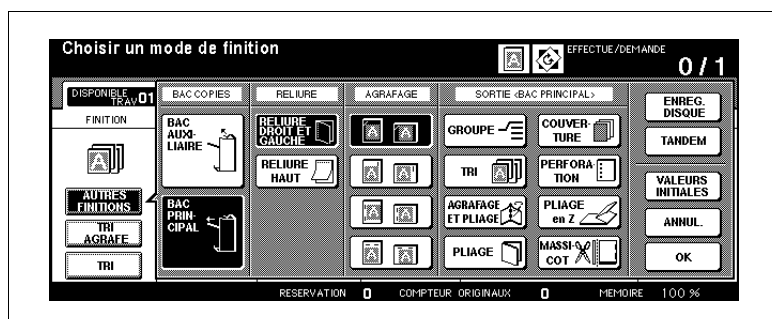 Choisir un mode de finition
EFFECTUE/DEMANDE
0 / 1
DISPONIBLE
TRAV 01
BAC COPIES
RELIURE
AGRAFAGE
SORTIE <BAC PRINCIPAL>
FINITION
AUTRES
FINITIONS
TRI
AGRAFE
TRI
BAC
AUXI-
LIAIRE
BAC
PRIN-
CIPAL
RELIURE
DROIT ET
GAUCHE
RELIURE
HAUT
GROUPE
TRI
AGRAFAGE
ET PLIAGE
PLIAGE
COUVER-
TURE
PERFORA-
TION
PLIAGE
en Z
MASSI-
COT
ENREG.
DISQUE
TANDEM
VALEURS
INITIALES
ANNUL.
OK
RESERVATION 0 COMPTEUR ORIGINAUX 0 MEMOIRE 100 %